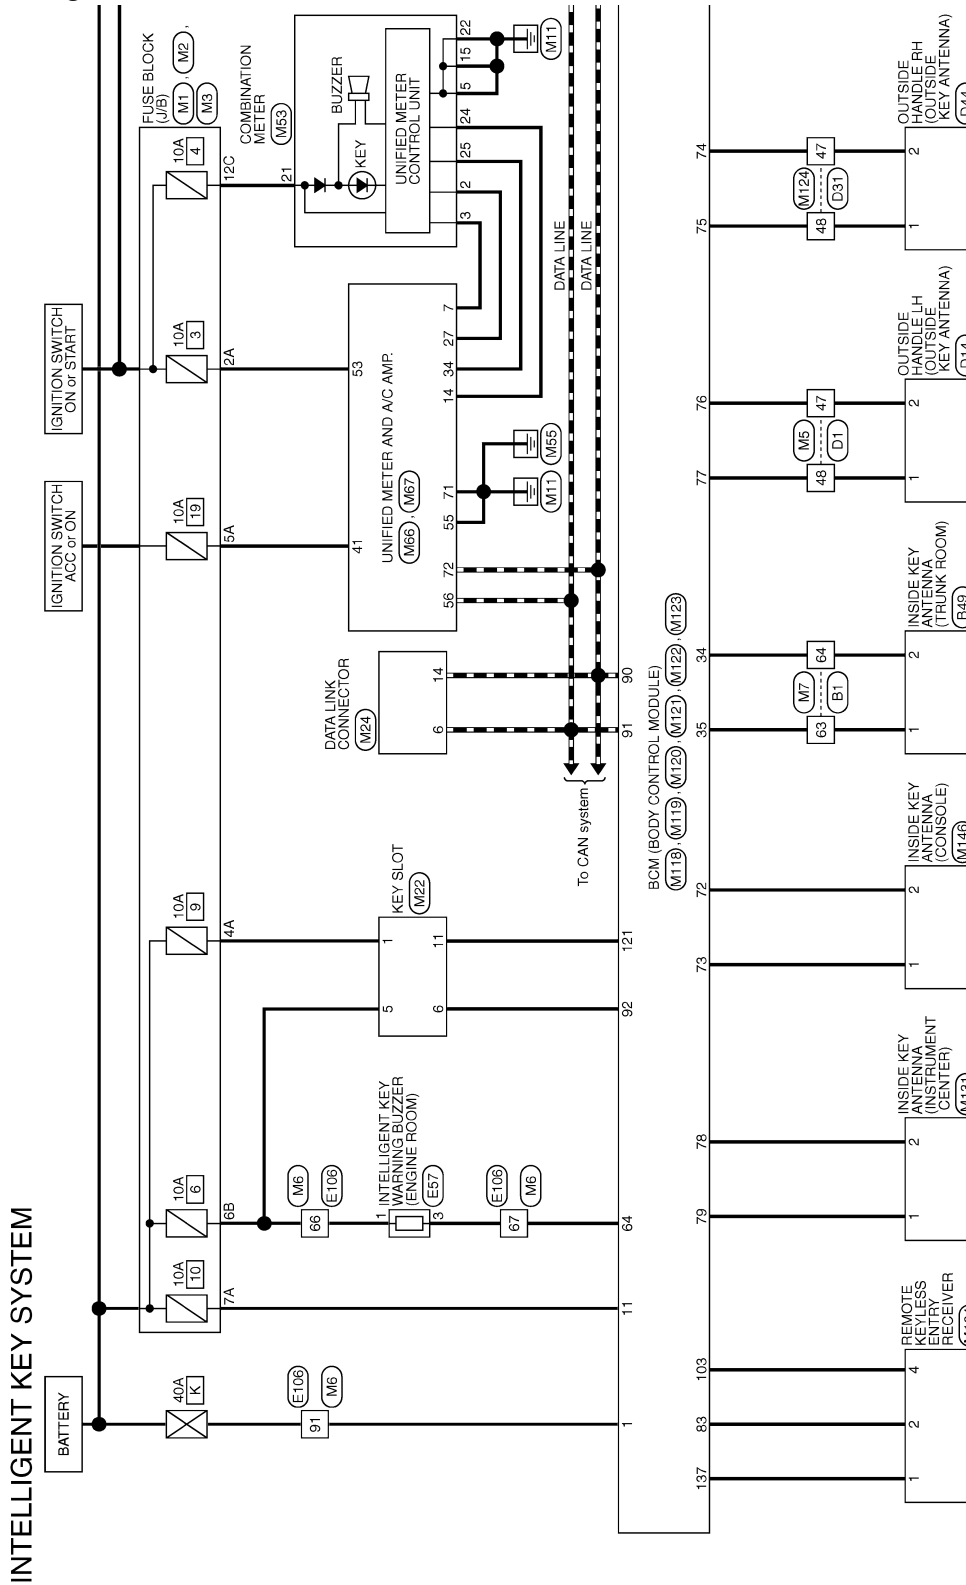 INTELLIGENT KEY SYSTEM
BATTERY
IGNITION SWITCH
ACC or ON
IGNITION SWITCH
ON or START
FUSE BLOCK
(J/B)
M1 , M2 ,
M3
40A
K
10A
10
10A
6
10A
9
10A
19
10A
3
10A
4
7A
6B
4A
5A
2A
12C
E106
91
M6
M6
66
E106
1
INTELLIGENT KEY
WARNING BUZZER
(ENGINE ROOM)
E57
3
E106
67
M6
KEY SLOT
M22
5
1
6
11
DATA LINK
CONNECTOR
M24
6
14
41
53
UNIFIED METER AND A/C AMP.
M66 , M67
56
72
55
71
14
34
27
7
M11
M55
COMBINATION
METER
M53
21
BUZZER
KEY
UNIFIED METER
CONTROL UNIT
3
2
25
24
5
15
22
M11
DATA LINE
DATA LINE
To CAN system
1
11
64
92
121
91
90
BCM (BODY CONTROL MODULE)
M118 , M119 , M120 , M121 , M122 , M123
137
83
103
79
78
73
72
35
34
77
76
75
74
M7
63
64
B1
M5
48
47
D1
M124
48
47
D31
REMOTE
KEYLESS
ENTRY
RECEIVER
1
2
4
INSIDE KEY
ANTENNA
(INSTRUMENT
CENTER)
M131
1
2
INSIDE KEY
ANTENNA
(CONSOLE)
M146
1
2
INSIDE KEY
ANTENNA
(TRUNK ROOM)
B49
1
2
OUTSIDE
HANDLE LH
(OUTSIDE
KEY ANTENNA)
D14
1
2
OUTSIDE
HANDLE RH
(OUTSIDE
KEY ANTENNA)
1
2